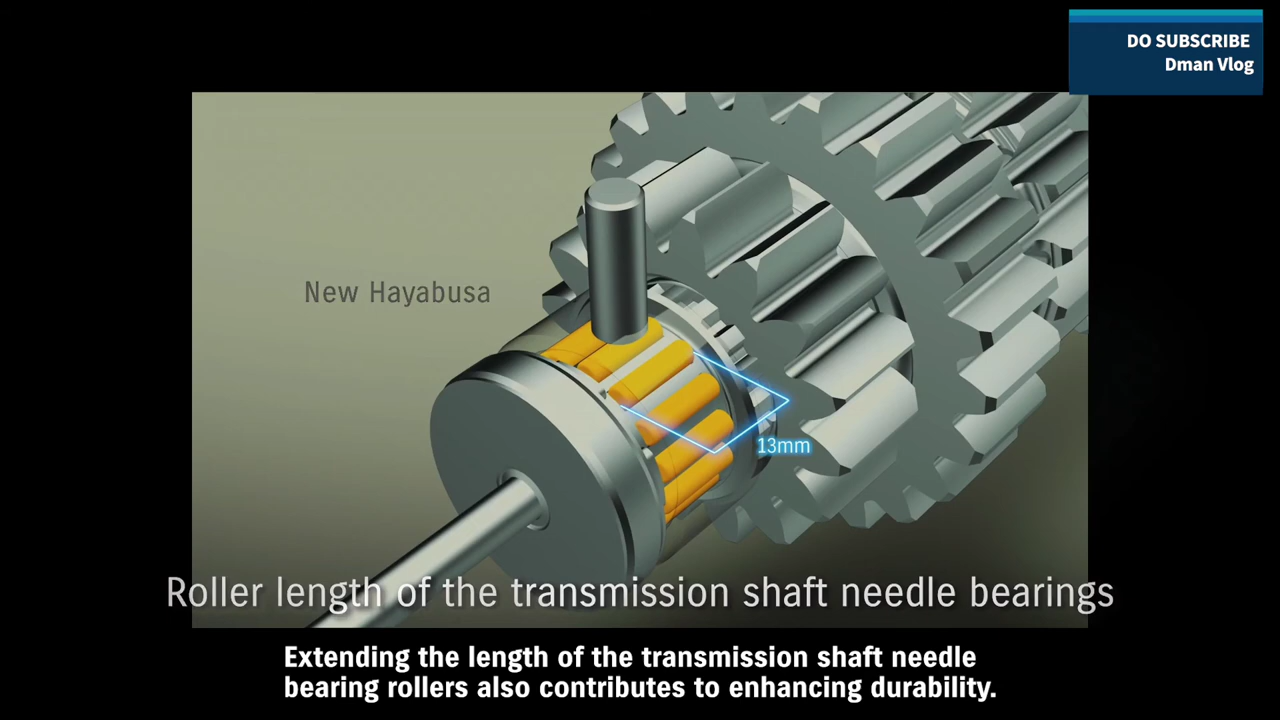 DO SUBSCRIBE
Dman Vlog
New Hayabusa
13mm
Roller length of the transmission shaft needle bearings
Extending the length of the transmission shaft needle
bearing rollers also contributes to enhancing durability.